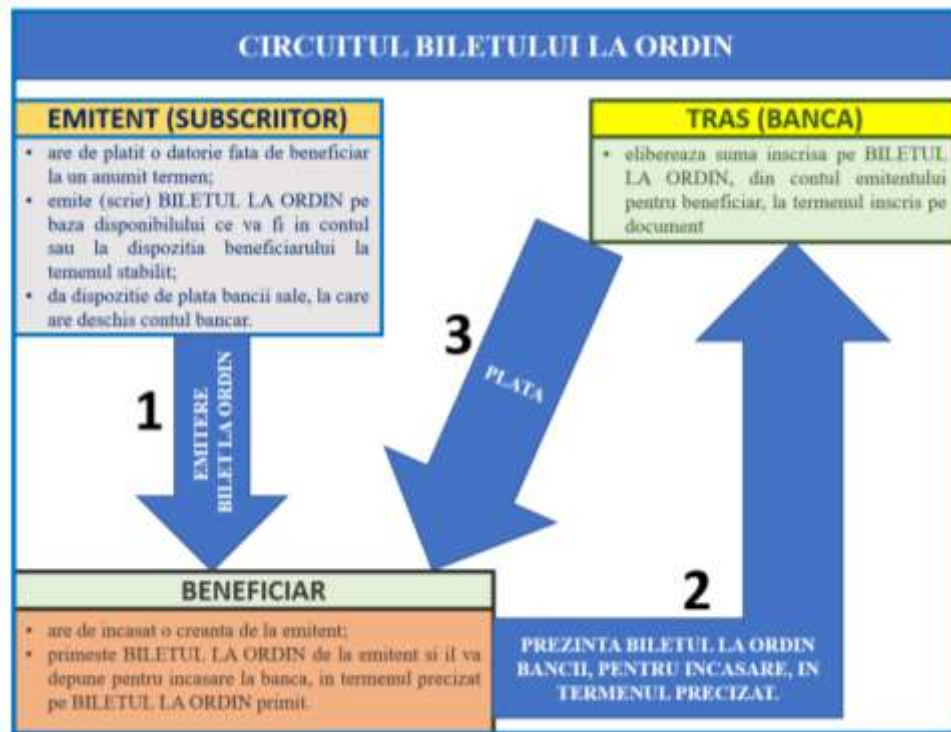 CIRCUITUL BILETULUI LA ORDIN
EMITENT (SUBSCRIITOR)
• are de platit o datorie fata de beneficiar
la un anumit termen;
• emite (scrie) BILETUL LA ORDIN pe
baza disponibilului ce va fi in contul
sau la dispozitia beneficiarului la
temenul stabilit;
• da dispozitie de plata bancii sale, la care
are deschis contul bancar.
TRAS (BANCA)
• elibereaza suma inscrisa pe BILETUL
LA ORDIN, din contul emitentului
pentru beneficiar, la termenul inscris pe
document
1
EMITERE
BILET LA ORDIN
3
PLATA
BENEFICIAR
• are de incasat o creanta de la emitent;
• primeste BILETUL LA ORDIN de la emitent si il va
depune pentru incasare la banca, in termenul precizat
pe BILETUL LA ORDIN primit.
2
PREZINTA BILETUL LA ORDIN
BANCII, PENTRU INCASARE, IN
TERMENUL PRECIZAT.